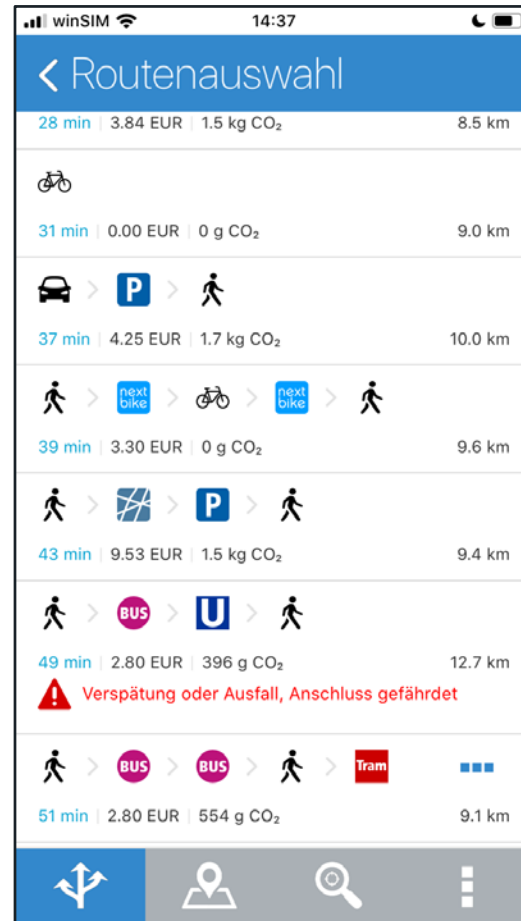 winSIM 14:37
Routenauswahl
28 min | 3.84 EUR | 1.5 kg CO₂ 8.5 km
31 min | 0.00 EUR | 0 g CO₂ 9.0 km
P
37 min | 4.25 EUR | 1.7 kg CO₂ 10.0 km
next bike next bike
39 min | 3.30 EUR | 0 g CO₂ 9.6 km
P
43 min | 9.53 EUR | 1.5 kg CO₂ 9.4 km
BUS U
49 min | 2.80 EUR | 396 g CO₂ 12.7 km
Verspätung oder Ausfall, Anschluss gefährdet
BUS BUS Tram
51 min | 2.80 EUR | 554 g CO₂ 9.1 km